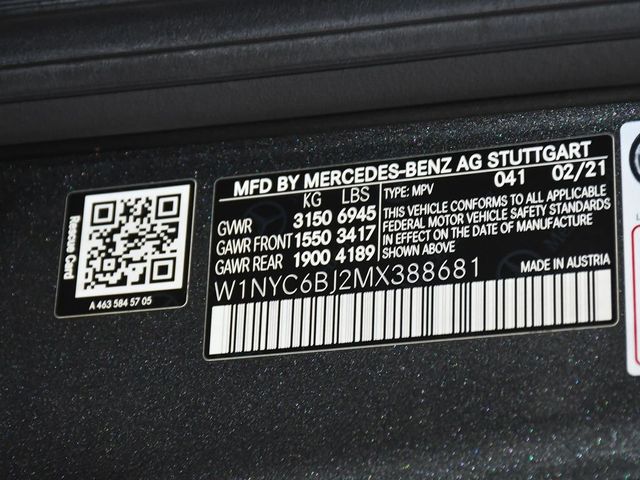 Rescue Card
A 463 584 57 05
MFD BY MERCEDES-BENZ AG STUTTGART
KG LBS
GVWR 3150 6945
GAWR FRONT 1550 3417
GAWR REAR 1900 4189
TYPE: MPV 041 02/21
THIS VEHICLE CONFORMS TO ALL APPLICABLE
FEDERAL MOTOR VEHICLE SAFETY STANDARDS
IN EFFECT ON THE DATE OF MANUFACTURE
SHOWN ABOVE
W1NYC6BJ2MX388681
MADE IN AUSTRIA